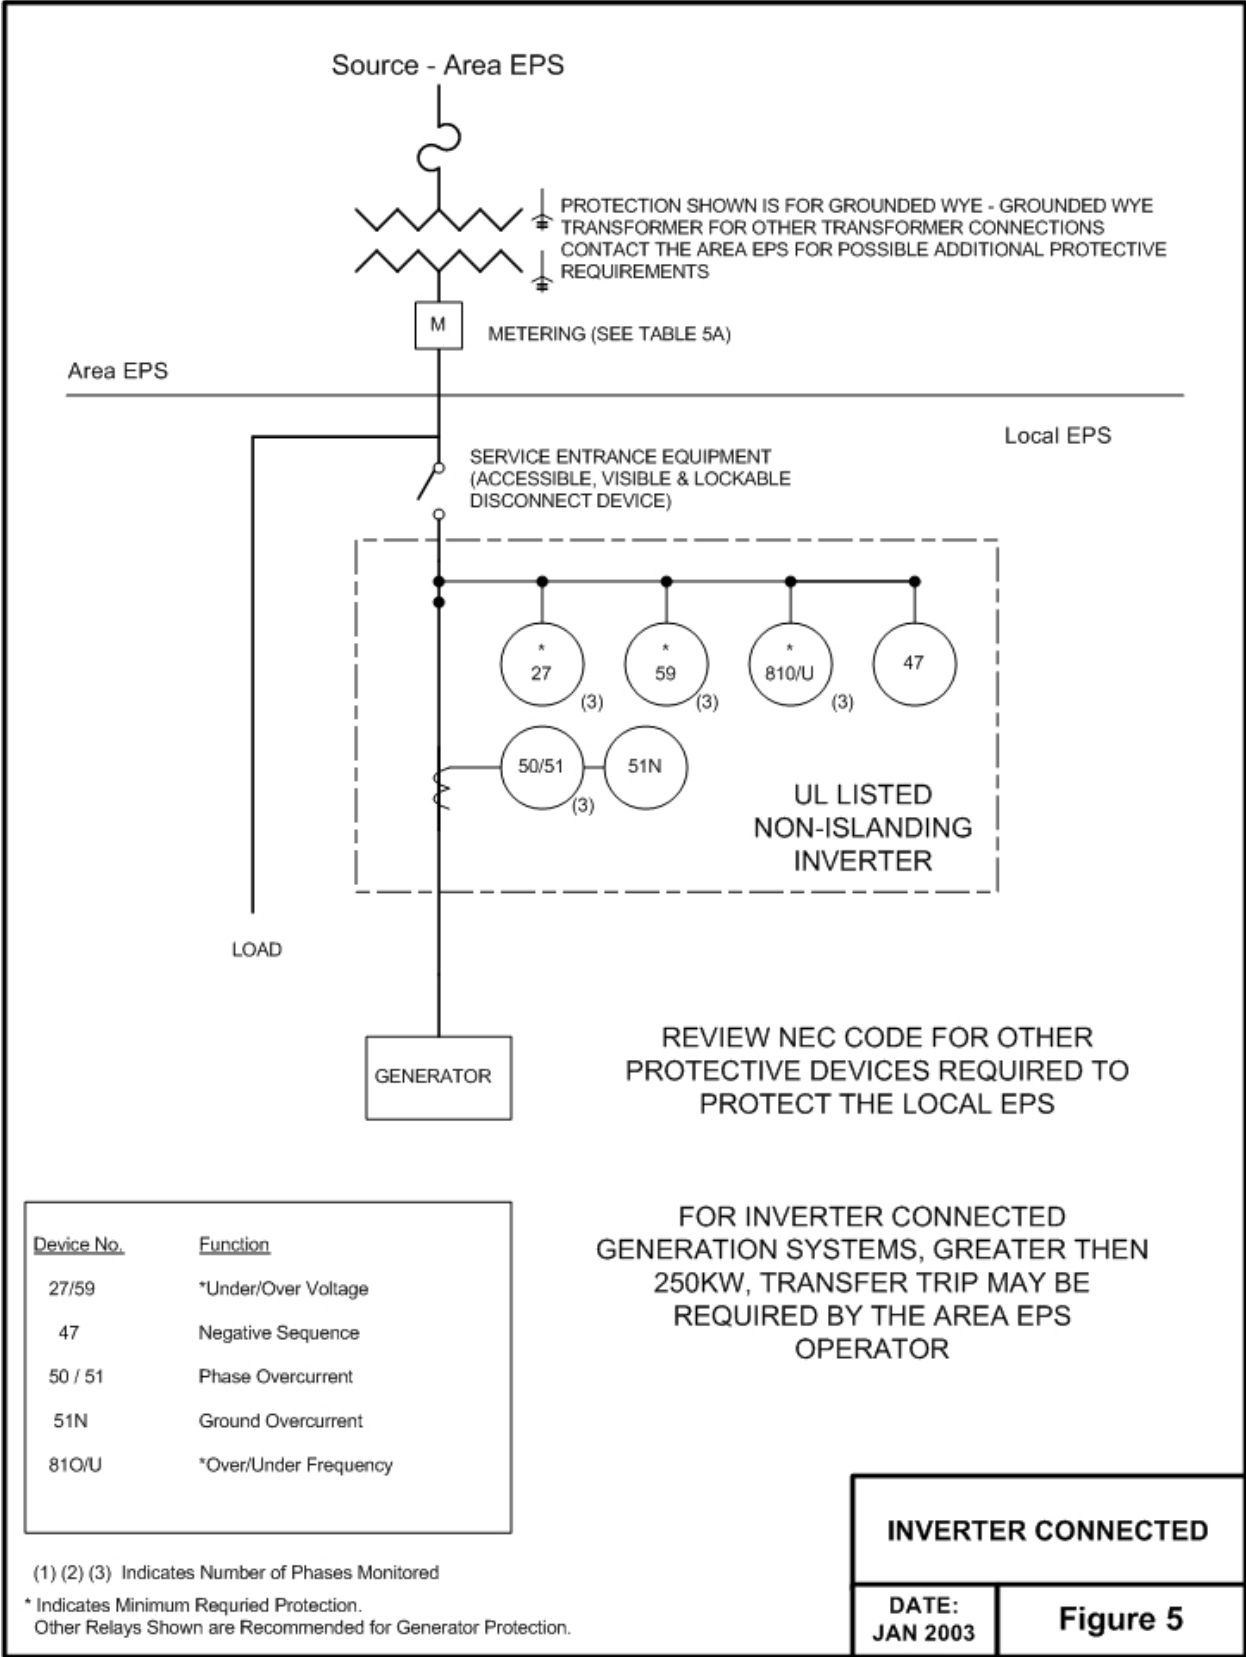 Source - Area EPS
PROTECTION SHOWN IS FOR GROUNDED WYE - GROUNDED WYE
TRANSFORMER FOR OTHER TRANSFORMER CONNECTIONS
CONTACT THE AREA EPS FOR POSSIBLE ADDITIONAL PROTECTIVE
REQUIREMENTS
M
METERING (SEE TABLE 5A)
Area EPS
Local EPS
SERVICE ENTRANCE EQUIPMENT
(ACCESSIBLE, VISIBLE & LOCKABLE
DISCONNECT DEVICE)
* * *
27 59 810/U 47
(3) (3) (3)
50/51 51N
(3)
UL LISTED
NON-ISLANDING
INVERTER
LOAD
GENERATOR
REVIEW NEC CODE FOR OTHER
PROTECTIVE DEVICES REQUIRED TO
PROTECT THE LOCAL EPS
FOR INVERTER CONNECTED
GENERATION SYSTEMS, GREATER THEN
250KW, TRANSFER TRIP MAY BE
REQUIRED BY THE AREA EPS
OPERATOR
Device No. Function
27/59 *Under/Over Voltage
47 Negative Sequence
50 / 51 Phase Overcurrent
51N Ground Overcurrent
81O/U *Over/Under Frequency
(1) (2) (3) Indicates Number of Phases Monitored
* Indicates Minimum Requried Protection.
Other Relays Shown are Recommended for Generator Protection.
INVERTER CONNECTED
DATE:
JAN 2003
Figure 5